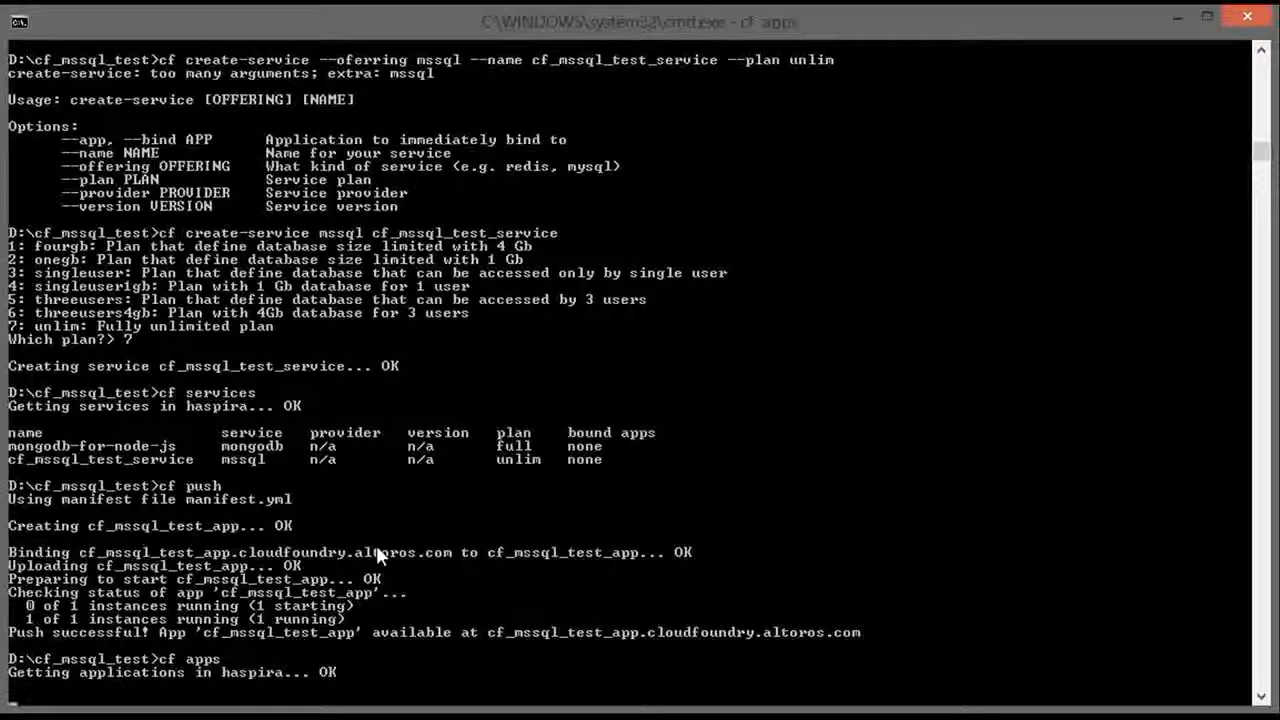 C:\WINDOWS\system32\cmd.exe - cf apps
D:\cf_mssql_test>cf create-service --oferring mssql --name cf_mssql_test_service --plan unlim
create-service: too many arguments; extra: mssql
Usage: create-service [OFFERING] [NAME]
Options:
--app, --bind APP Application to immediately bind to
--name NAME Name for your service
--offering OFFERING What kind of service (e.g. redis, mysql)
--plan PLAN Service plan
--provider PROVIDER Service provider
--version VERSION Service version
D:\cf_mssql_test>cf create-service mssql cf_mssql_test_service
1: fourgb: Plan that define database size limited with 4 Gb
2: onegb: Plan that define database size limited with 1 Gb
3: singleuser: Plan that define database that can be accessed only by single user
4: singleuser1gb: Plan with 1 Gb database for 1 user
5: threeusers: Plan that define database that can be accessed by 3 users
6: threeusers4gb: Plan with 4Gb database for 3 users
7: unlim: Fully unlimited plan
Which plan?> 7
Creating service cf_mssql_test_service... OK
D:\cf_mssql_test>cf services
Getting services in haspira... OK
name service provider version plan bound apps
mongodb-for-node-js mongodb n/a n/a full none
cf_mssql_test_service mssql n/a n/a unlim none
D:\cf_mssql_test>cf push
Using manifest file manifest.yml
Creating cf_mssql_test_app... OK
Binding cf_mssql_test_app.cloudfoundry.altoros.com to cf_mssql_test_app... OK
Uploading cf_mssql_test_app... OK
Preparing to start cf_mssql_test_app... OK
Checking status of app 'cf_mssql_test_app'...
0 of 1 instances running (1 starting)
1 of 1 instances running (1 running)
Push successful! App 'cf_mssql_test_app' available at cf_mssql_test_app.cloudfoundry.altoros.com
D:\cf_mssql_test>cf apps
Getting applications in haspira... OK